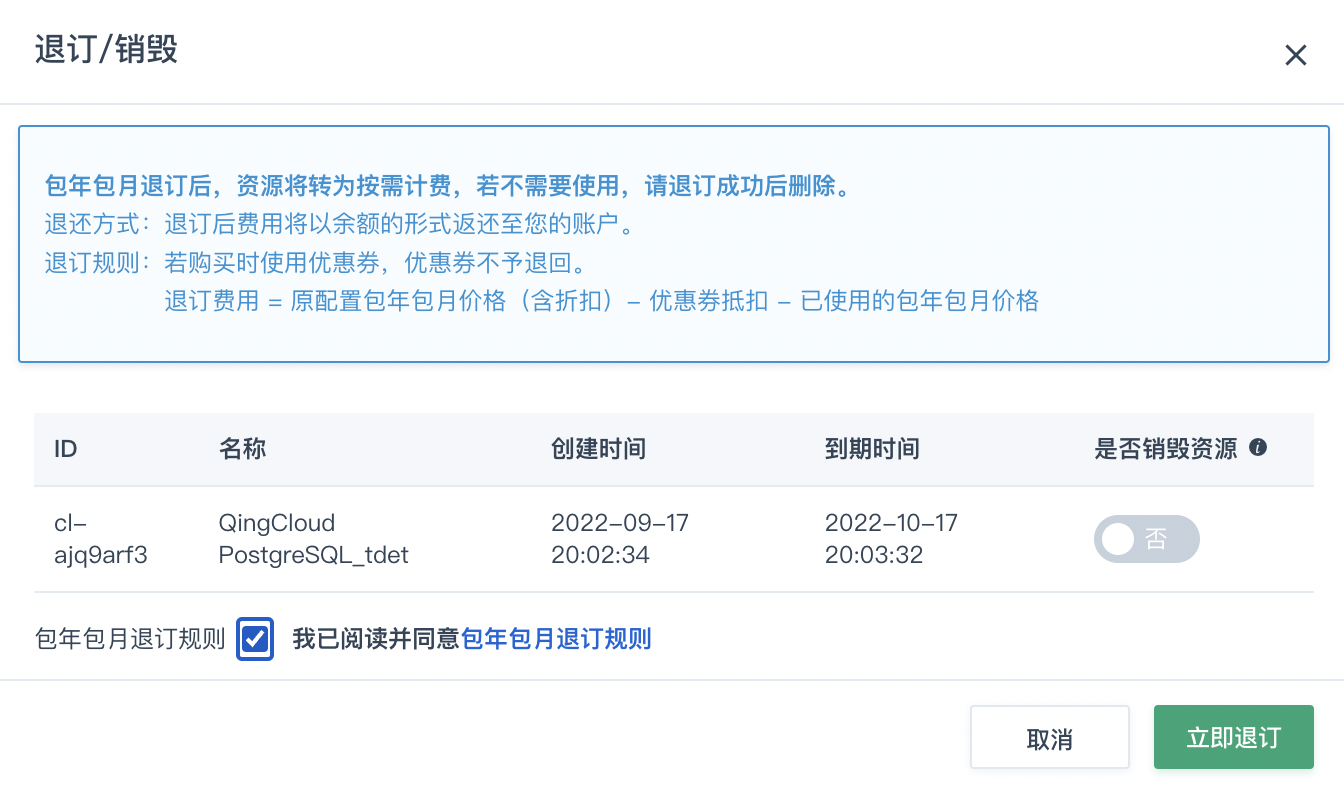 退订/销毁
包年包月退订后，资源将转为按需计费，若不需要使用，请退订成功后删除。
退还方式：退订后费用将以余额的形式返还至您的账户。
退订规则：若购买时使用优惠券，优惠券不予退回。
退订费用 = 原配置包年包月价格（含折扣）- 优惠券抵扣 - 已使用的包年包月价格
ID 名称 创建时间 到期时间 是否销毁资源 i
cl- QingCloud 2022-09-17 2022-10-17
ajq9arf3 PostgreSQL_tdet 20:02:34 20:03:32 否
包年包月退订规则 我已阅读并同意包年包月退订规则
取消 立即退订